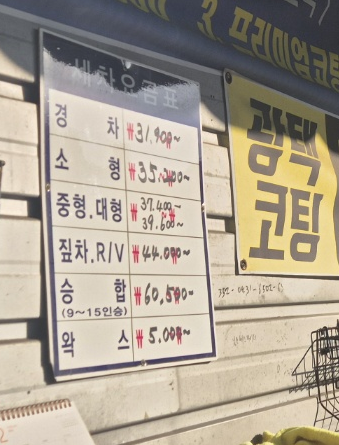 3. 프리미엄코팅
세차요금표
경 차 ₩31.900~
소 형 ₩35.200~
중형.대형 37.400~
₩
39.600~
짚차.R/V ₩44.000~
승 합 ₩60.500~
(9~15인승)
왁 스 ₩5.000~
광택
코팅